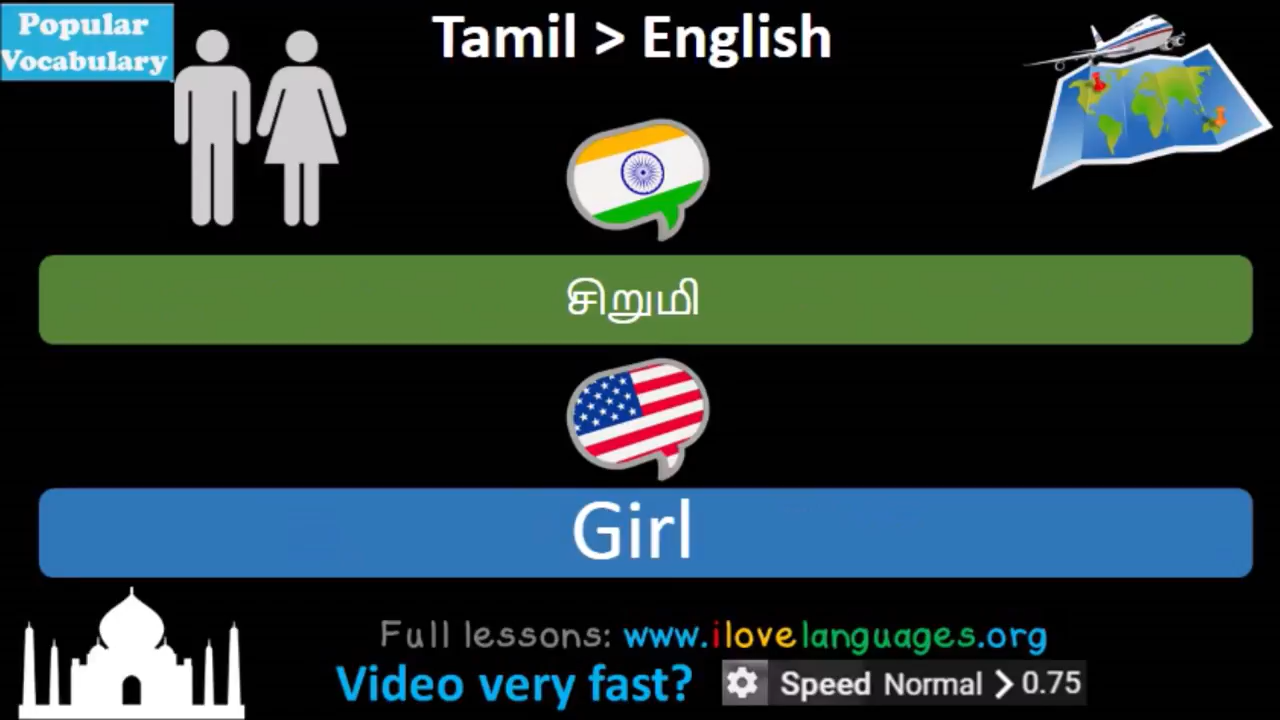 Popular
Vocabulary
Tamil > English
சிறுமி
Girl
Full lessons: www.ilovelanguages.org
Video very fast? Speed Normal > 0.75